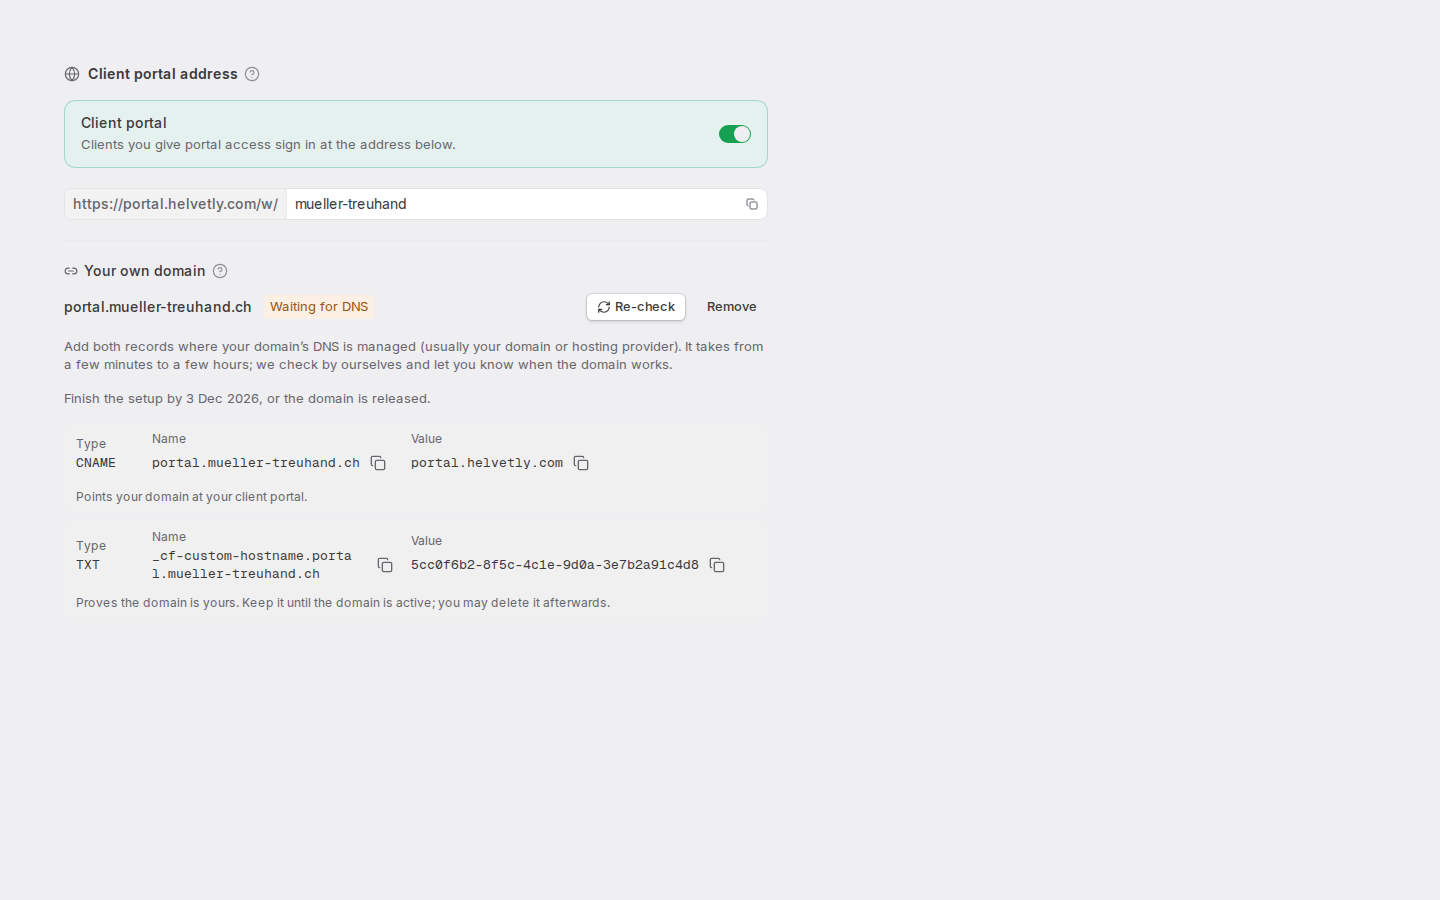 Client portal address
Client portal
Clients you give portal access sign in at the address below.
https://portal.helvetly.com/w/ mueller-treuhand
Your own domain
portal.mueller-treuhand.ch Waiting for DNS Re-check Remove
Add both records where your domain's DNS is managed (usually your domain or hosting provider). It takes from
a few minutes to a few hours; we check by ourselves and let you know when the domain works.
Finish the setup by 3 Dec 2026, or the domain is released.
Type Name Value
CNAME portal.mueller-treuhand.ch portal.helvetly.com
Points your domain at your client portal.
Type Name Value
TXT _cf-custom-hostname.porta
l.mueller-treuhand.ch 5cc0f6b2-8f5c-4c1e-9d0a-3e7b2a91c4d8
Proves the domain is yours. Keep it until the domain is active; you may delete it afterwards.